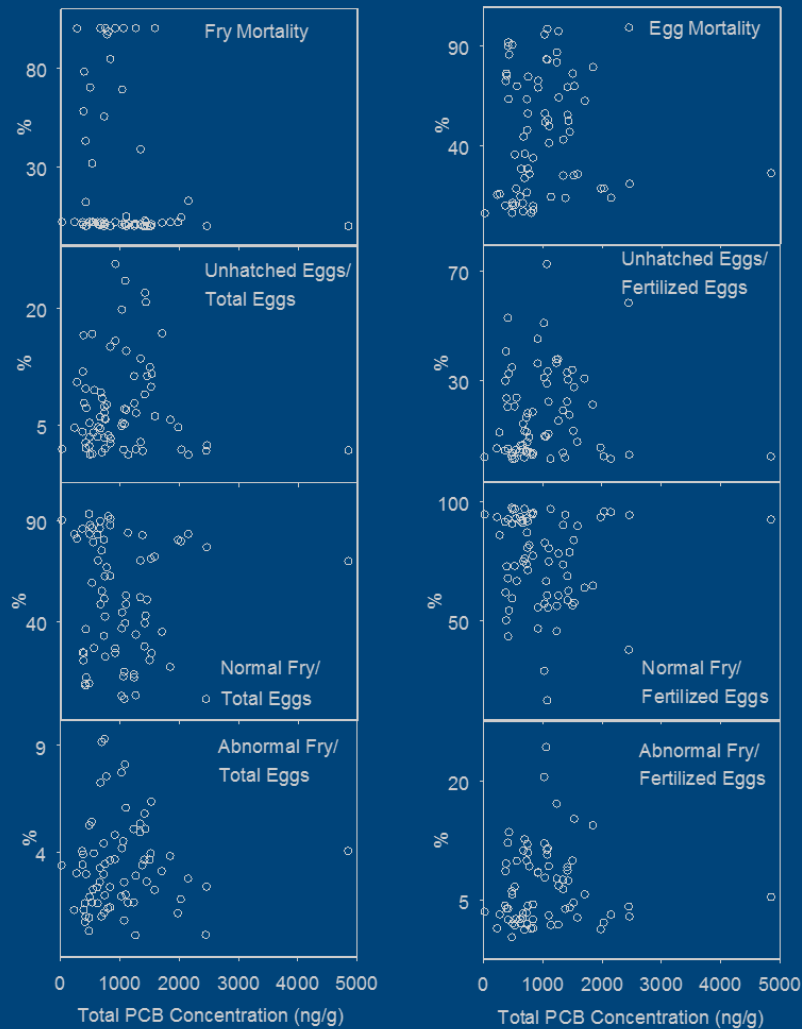 Fry Mortality
80
30
%
Egg Mortality
90
40
%
Unhatched Eggs/
Total Eggs
20
5
%
Unhatched Eggs/
Fertilized Eggs
70
30
%
90
40
%
Normal Fry/
Total Eggs
100
50
%
Normal Fry/
Fertilized Eggs
Abnormal Fry/
Total Eggs
9
4
%
0 1000 2000 3000 4000 5000
Total PCB Concentration (ng/g)
Abnormal Fry/
Fertilized Eggs
20
5
%
0 1000 2000 3000 4000 5000
Total PCB Concentration (ng/g)